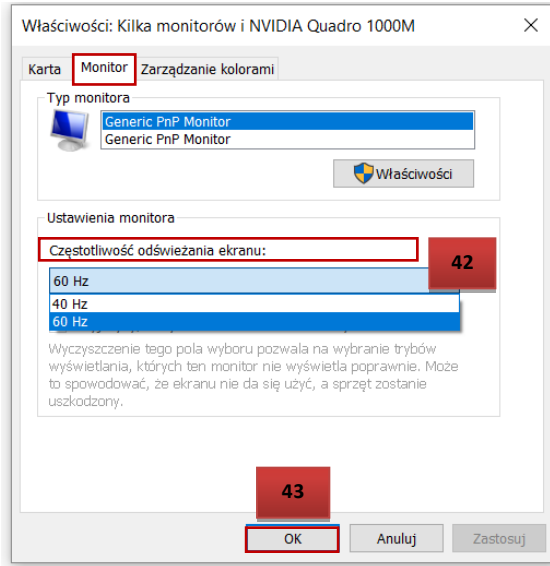 Właściwości: Kilka monitorów i NVIDIA Quadro 1000M
Karta Monitor Zarządzanie kolorami
Typ monitora
Generic PnP Monitor
Generic PnP Monitor
Właściwości
Ustawienia monitora
Częstotliwość odświeżania ekranu:
42
60 Hz
40 Hz
60 Hz
Wyczyszczenie tego pola wyboru pozwala na wybranie trybów
wyświetlania, których ten monitor nie wyświetla poprawnie. Może
to spowodować, że ekranu nie da się użyć, a sprzęt zostanie
uszkodzony.
43
OK Anuluj Zastosuj